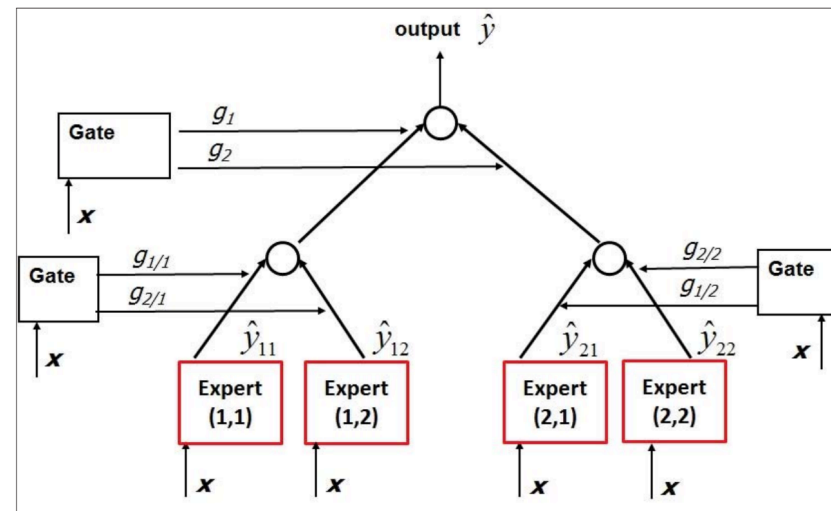 output ŷ
Gate
g₁
g₂
x
Gate
g₁/₁
g₂/₁
x
g₂/₂
g₁/₂
Gate
x
ŷ₁₁
ŷ₁₂
ŷ₂₁
ŷ₂₂
Expert
(1,1)
Expert
(1,2)
Expert
(2,1)
Expert
(2,2)
x
x
x
x